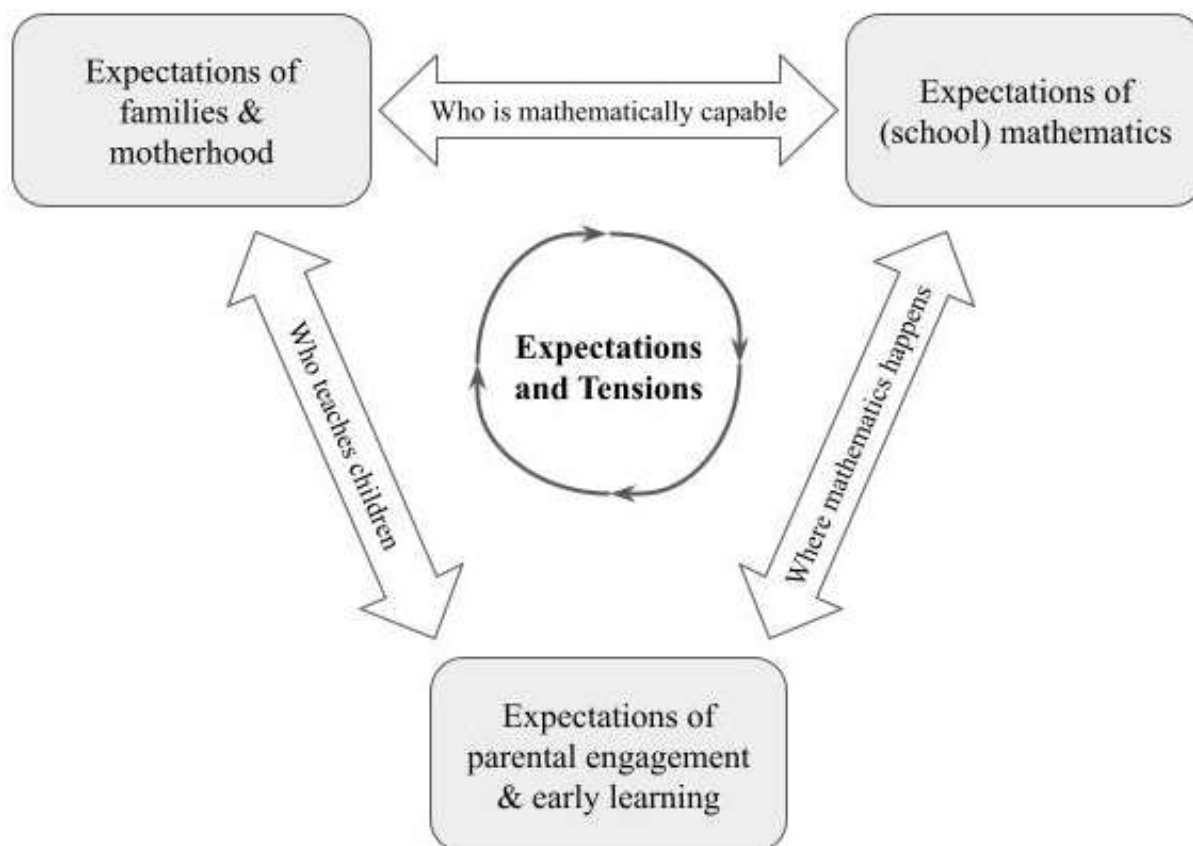 Expectations of
families &
motherhood
Who is mathematically capable
Expectations of
(school) mathematics
Who teaches children
Expectations
and Tensions
Where mathematics happens
Expectations of
parental engagement
& early learning